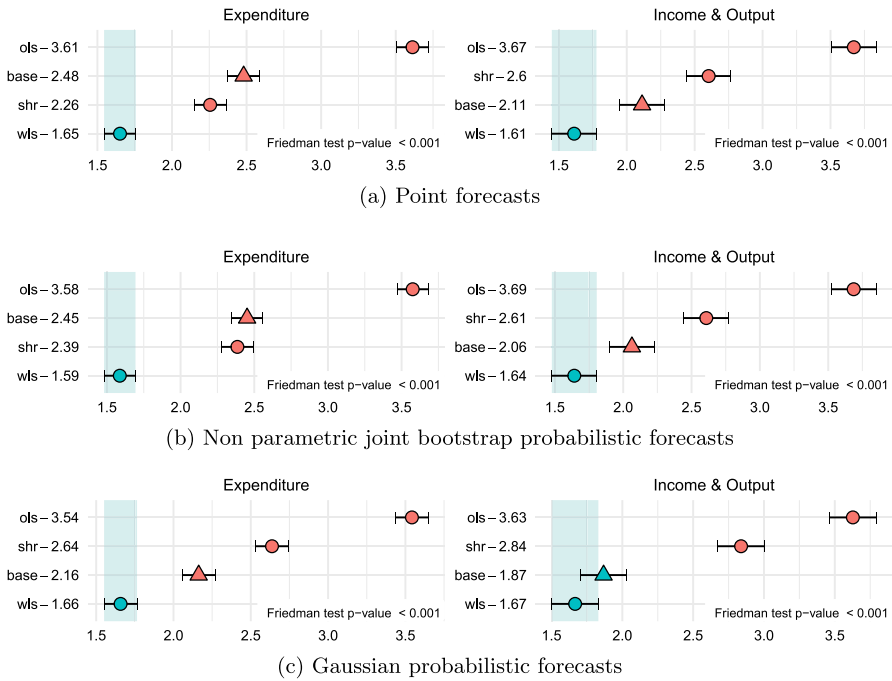 Expenditure
ols – 3.61
base – 2.48
shr – 2.26
wls – 1.65
Friedman test p−value < 0.001
1.5 2.0 2.5 3.0 3.5
Income & Output
ols – 3.67
shr – 2.6
base – 2.11
wls – 1.61
Friedman test p−value < 0.001
1.5 2.0 2.5 3.0 3.5
(a) Point forecasts
Expenditure
ols – 3.58
base – 2.45
shr – 2.39
wls – 1.59
Friedman test p−value < 0.001
1.5 2.0 2.5 3.0 3.5
Income & Output
ols – 3.69
shr – 2.61
base – 2.06
wls – 1.64
Friedman test p−value < 0.001
1.5 2.0 2.5 3.0 3.5
(b) Non parametric joint bootstrap probabilistic forecasts
Expenditure
ols – 3.54
shr – 2.64
base – 2.16
wls – 1.66
Friedman test p−value < 0.001
1.5 2.0 2.5 3.0 3.5
Income & Output
ols – 3.63
shr – 2.84
base – 1.87
wls – 1.67
Friedman test p−value < 0.001
1.5 2.0 2.5 3.0 3.5
(c) Gaussian probabilistic forecasts